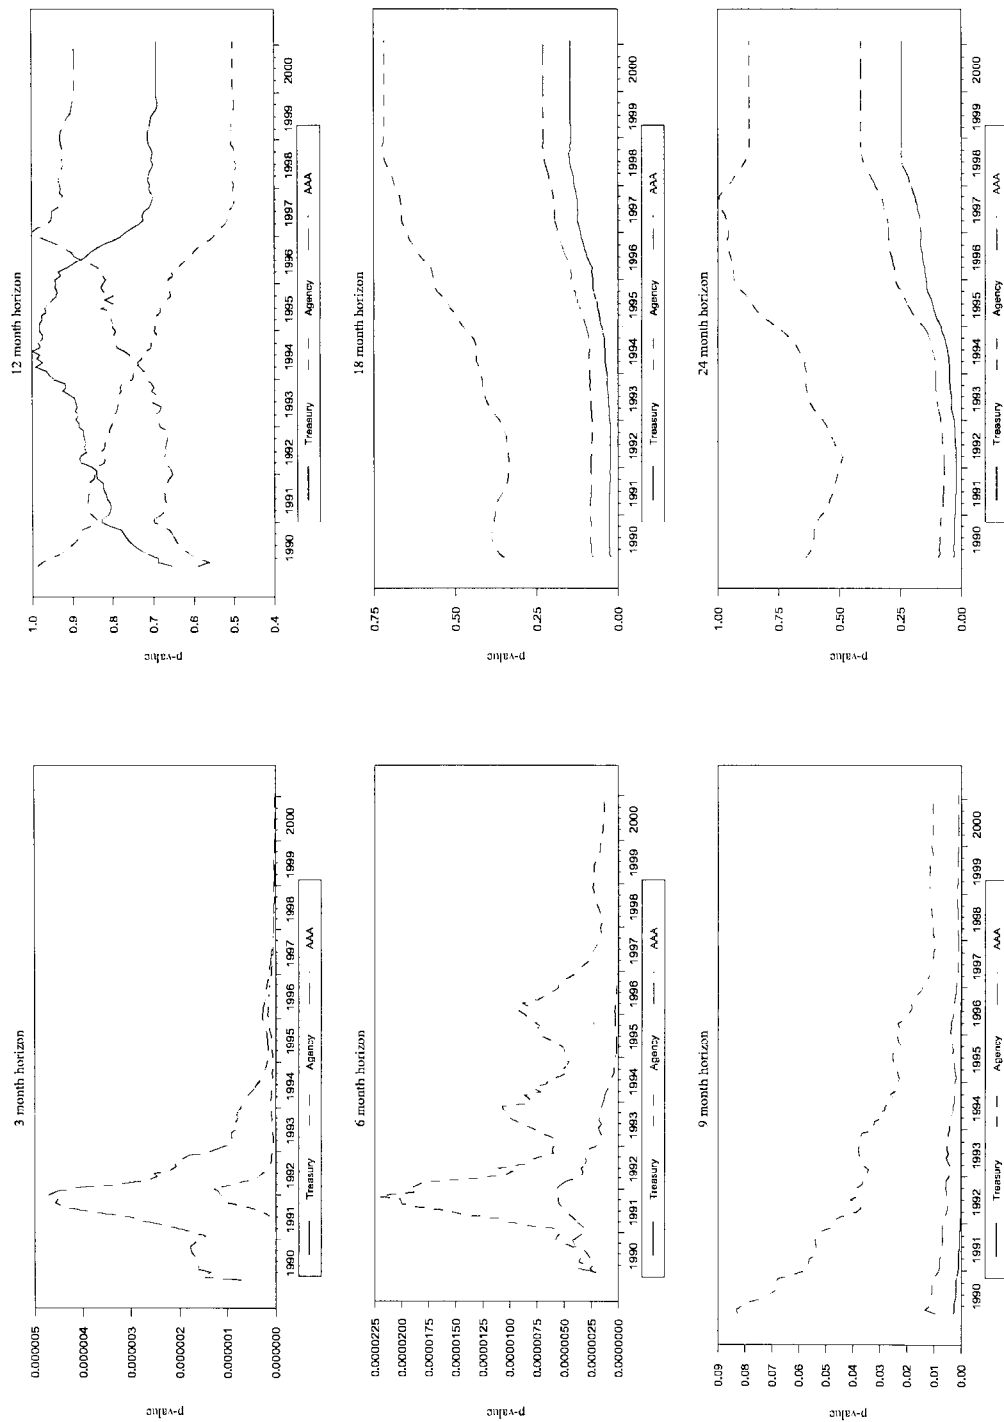 3 month horizon
p-value
0.000005
0.000004
0.000003
0.000002
0.000001
0.000000
1990 1991 1992 1993 1994 1995 1996 1997 1998 1999 2000
Treasury Agency AAA
12 month horizon
p-value
1.0
0.9
0.8
0.7
0.6
0.5
0.4
1990 1991 1992 1993 1994 1995 1996 1997 1998 1999 2000
Treasury Agency AAA
6 month horizon
p-value
0.0000225
0.0000200
0.0000175
0.0000150
0.0000125
0.0000100
0.0000075
0.0000050
0.0000025
0.0000000
1990 1991 1992 1993 1994 1995 1996 1997 1998 1999 2000
Treasury Agency AAA
18 month horizon
p-value
0.75
0.50
0.25
0.00
1990 1991 1992 1993 1994 1995 1996 1997 1998 1999 2000
Treasury Agency AAA
9 month horizon
p-value
0.09
0.08
0.07
0.06
0.05
0.04
0.03
0.02
0.01
0.00
1990 1991 1992 1993 1994 1995 1996 1997 1998 1999 2000
Treasury Agency AAA
24 month horizon
p-value
1.00
0.75
0.50
0.25
0.00
1990 1991 1992 1993 1994 1995 1996 1997 1998 1999 2000
Treasury Agency AAA